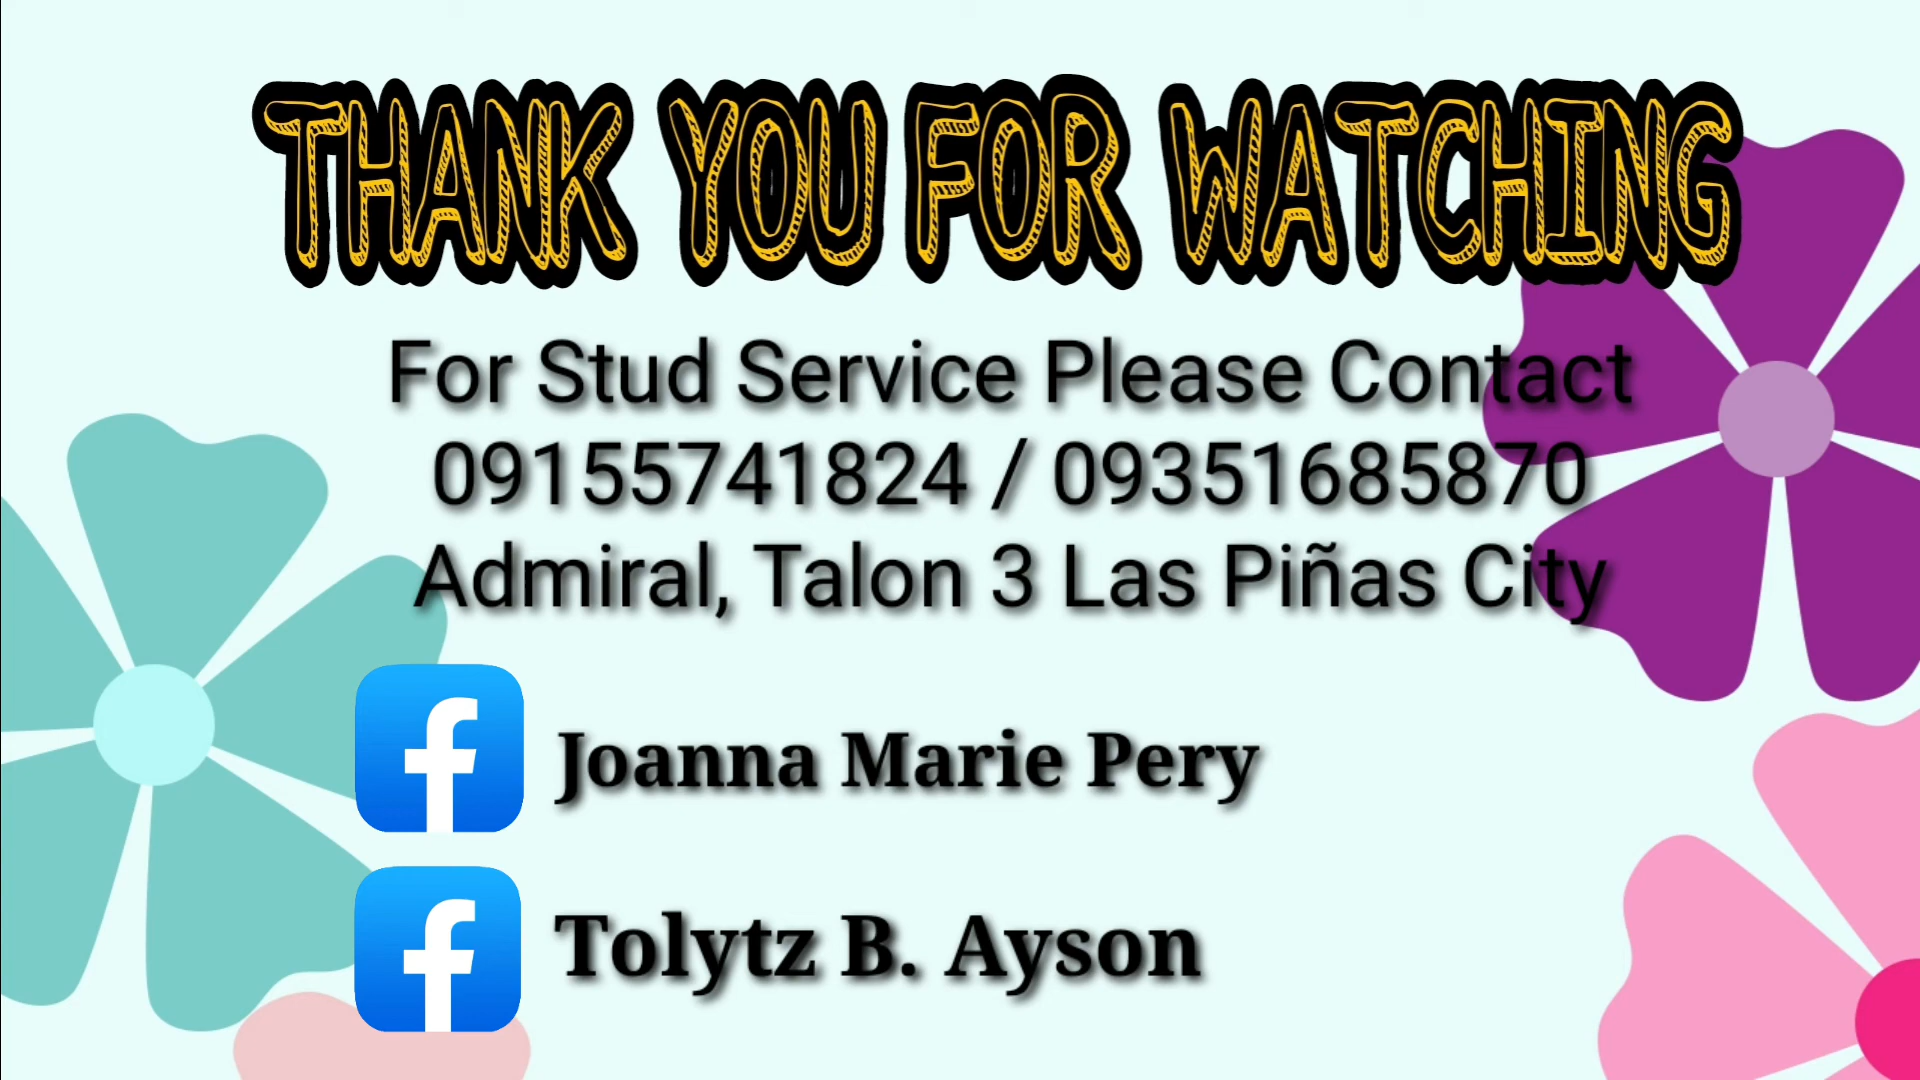 THANK YOU FOR WATCHING
For Stud Service Please Contact
09155741824 / 09351685870
Admiral, Talon 3 Las Piñas City
Joanna Marie Pery
Tolytz B. Ayson